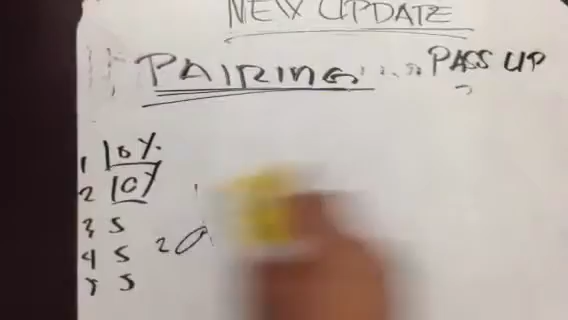 NEW UPDATE
PAIRING ..... PASS UP
1 10%
2 10%
3 5
4 5 20
5 5